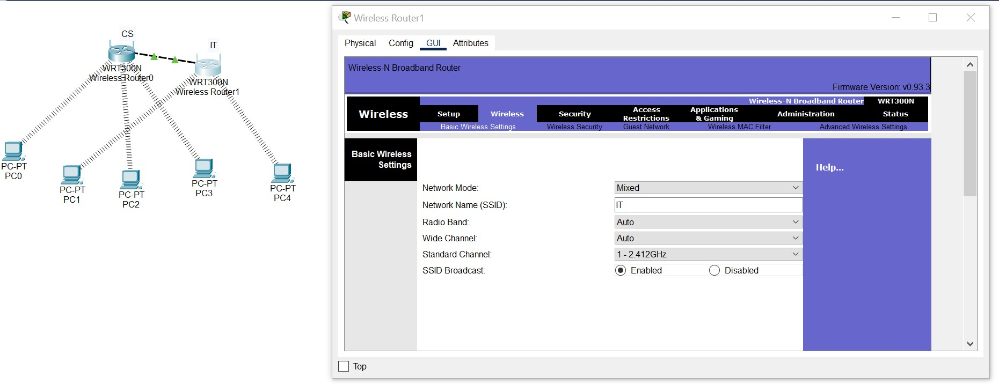 CS
IT
WRT300N
Wireless Router0
WRT300N
Wireless Router1
PC-PT
PC0
PC-PT
PC1
PC-PT
PC2
PC-PT
PC3
PC-PT
PC4
Wireless Router1
Physical Config GUI Attributes
Wireless-N Broadband Router
Firmware Version: v0.93.3
Wireless-N Broadband Router WRT300N
Wireless
Setup Wireless Security Access Restrictions Applications & Gaming Administration Status
Basic Wireless Settings Wireless Security Guest Network Wireless MAC Filter Advanced Wireless Settings
Basic Wireless
Settings
Help...
Network Mode: Mixed
Network Name (SSID): IT
Radio Band: Auto
Wide Channel: Auto
Standard Channel: 1 - 2.412GHz
SSID Broadcast: Enabled Disabled
Top